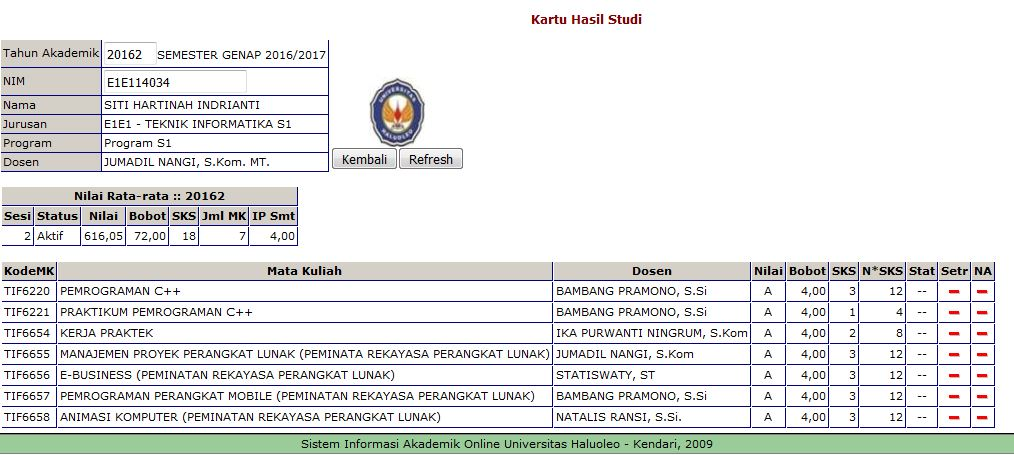 Kartu Hasil Studi
Tahun Akademik 20162 SEMESTER GENAP 2016/2017
NIM E1E114034
Nama SITI HARTINAH INDRIANTI
Jurusan E1E1 - TEKNIK INFORMATIKA S1
Program Program S1
Dosen JUMADIL NANGI, S.Kom. MT.
UNIVERSITAS HALUOLEO
Kembali Refresh
Nilai Rata-rata :: 20162
Sesi Status Nilai Bobot SKS Jml MK IP Smt
2 Aktif 616,05 72,00 18 7 4,00
KodeMK Mata Kuliah Dosen Nilai Bobot SKS N*SKS Stat Setr NA
TIF6220 PEMROGRAMAN C++ BAMBANG PRAMONO, S.Si A 4,00 3 12 --
TIF6221 PRAKTIKUM PEMROGRAMAN C++ BAMBANG PRAMONO, S.Si A 4,00 1 4 --
TIF6654 KERJA PRAKTEK IKA PURWANTI NINGRUM, S.Kom A 4,00 2 8 --
TIF6655 MANAJEMEN PROYEK PERANGKAT LUNAK (PEMINATA REKAYASA PERANGKAT LUNAK) JUMADIL NANGI, S.Kom A 4,00 3 12 --
TIF6656 E-BUSINESS (PEMINATAN REKAYASA PERANGKAT LUNAK) STATISWATY, ST A 4,00 3 12 --
TIF6657 PEMROGRAMAN PERANGKAT MOBILE (PEMINATAN REKAYASA PERANGKAT LUNAK) BAMBANG PRAMONO, S.Si A 4,00 3 12 --
TIF6658 ANIMASI KOMPUTER (PEMINATAN REKAYASA PERANGKAT LUNAK) NATALIS RANSI, S.Si. A 4,00 3 12 --
Sistem Informasi Akademik Online Universitas Haluoleo - Kendari, 2009